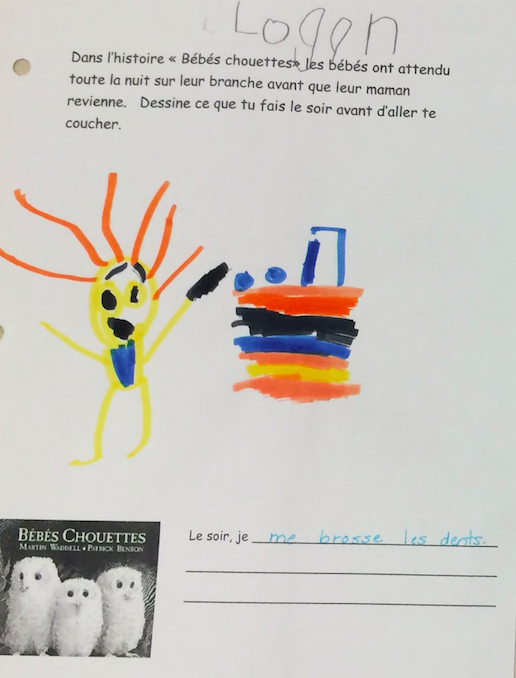 Logan
Dans l'histoire « Bébés chouettes» les bébés ont attendu
toute la nuit sur leur branche avant que leur maman
revienne. Dessine ce que tu fais le soir avant d'aller te
coucher.
BÉBÉS CHOUETTES
MARTIN WADDELL • PATRICK BENSON
Le soir, je me brosse les dents.